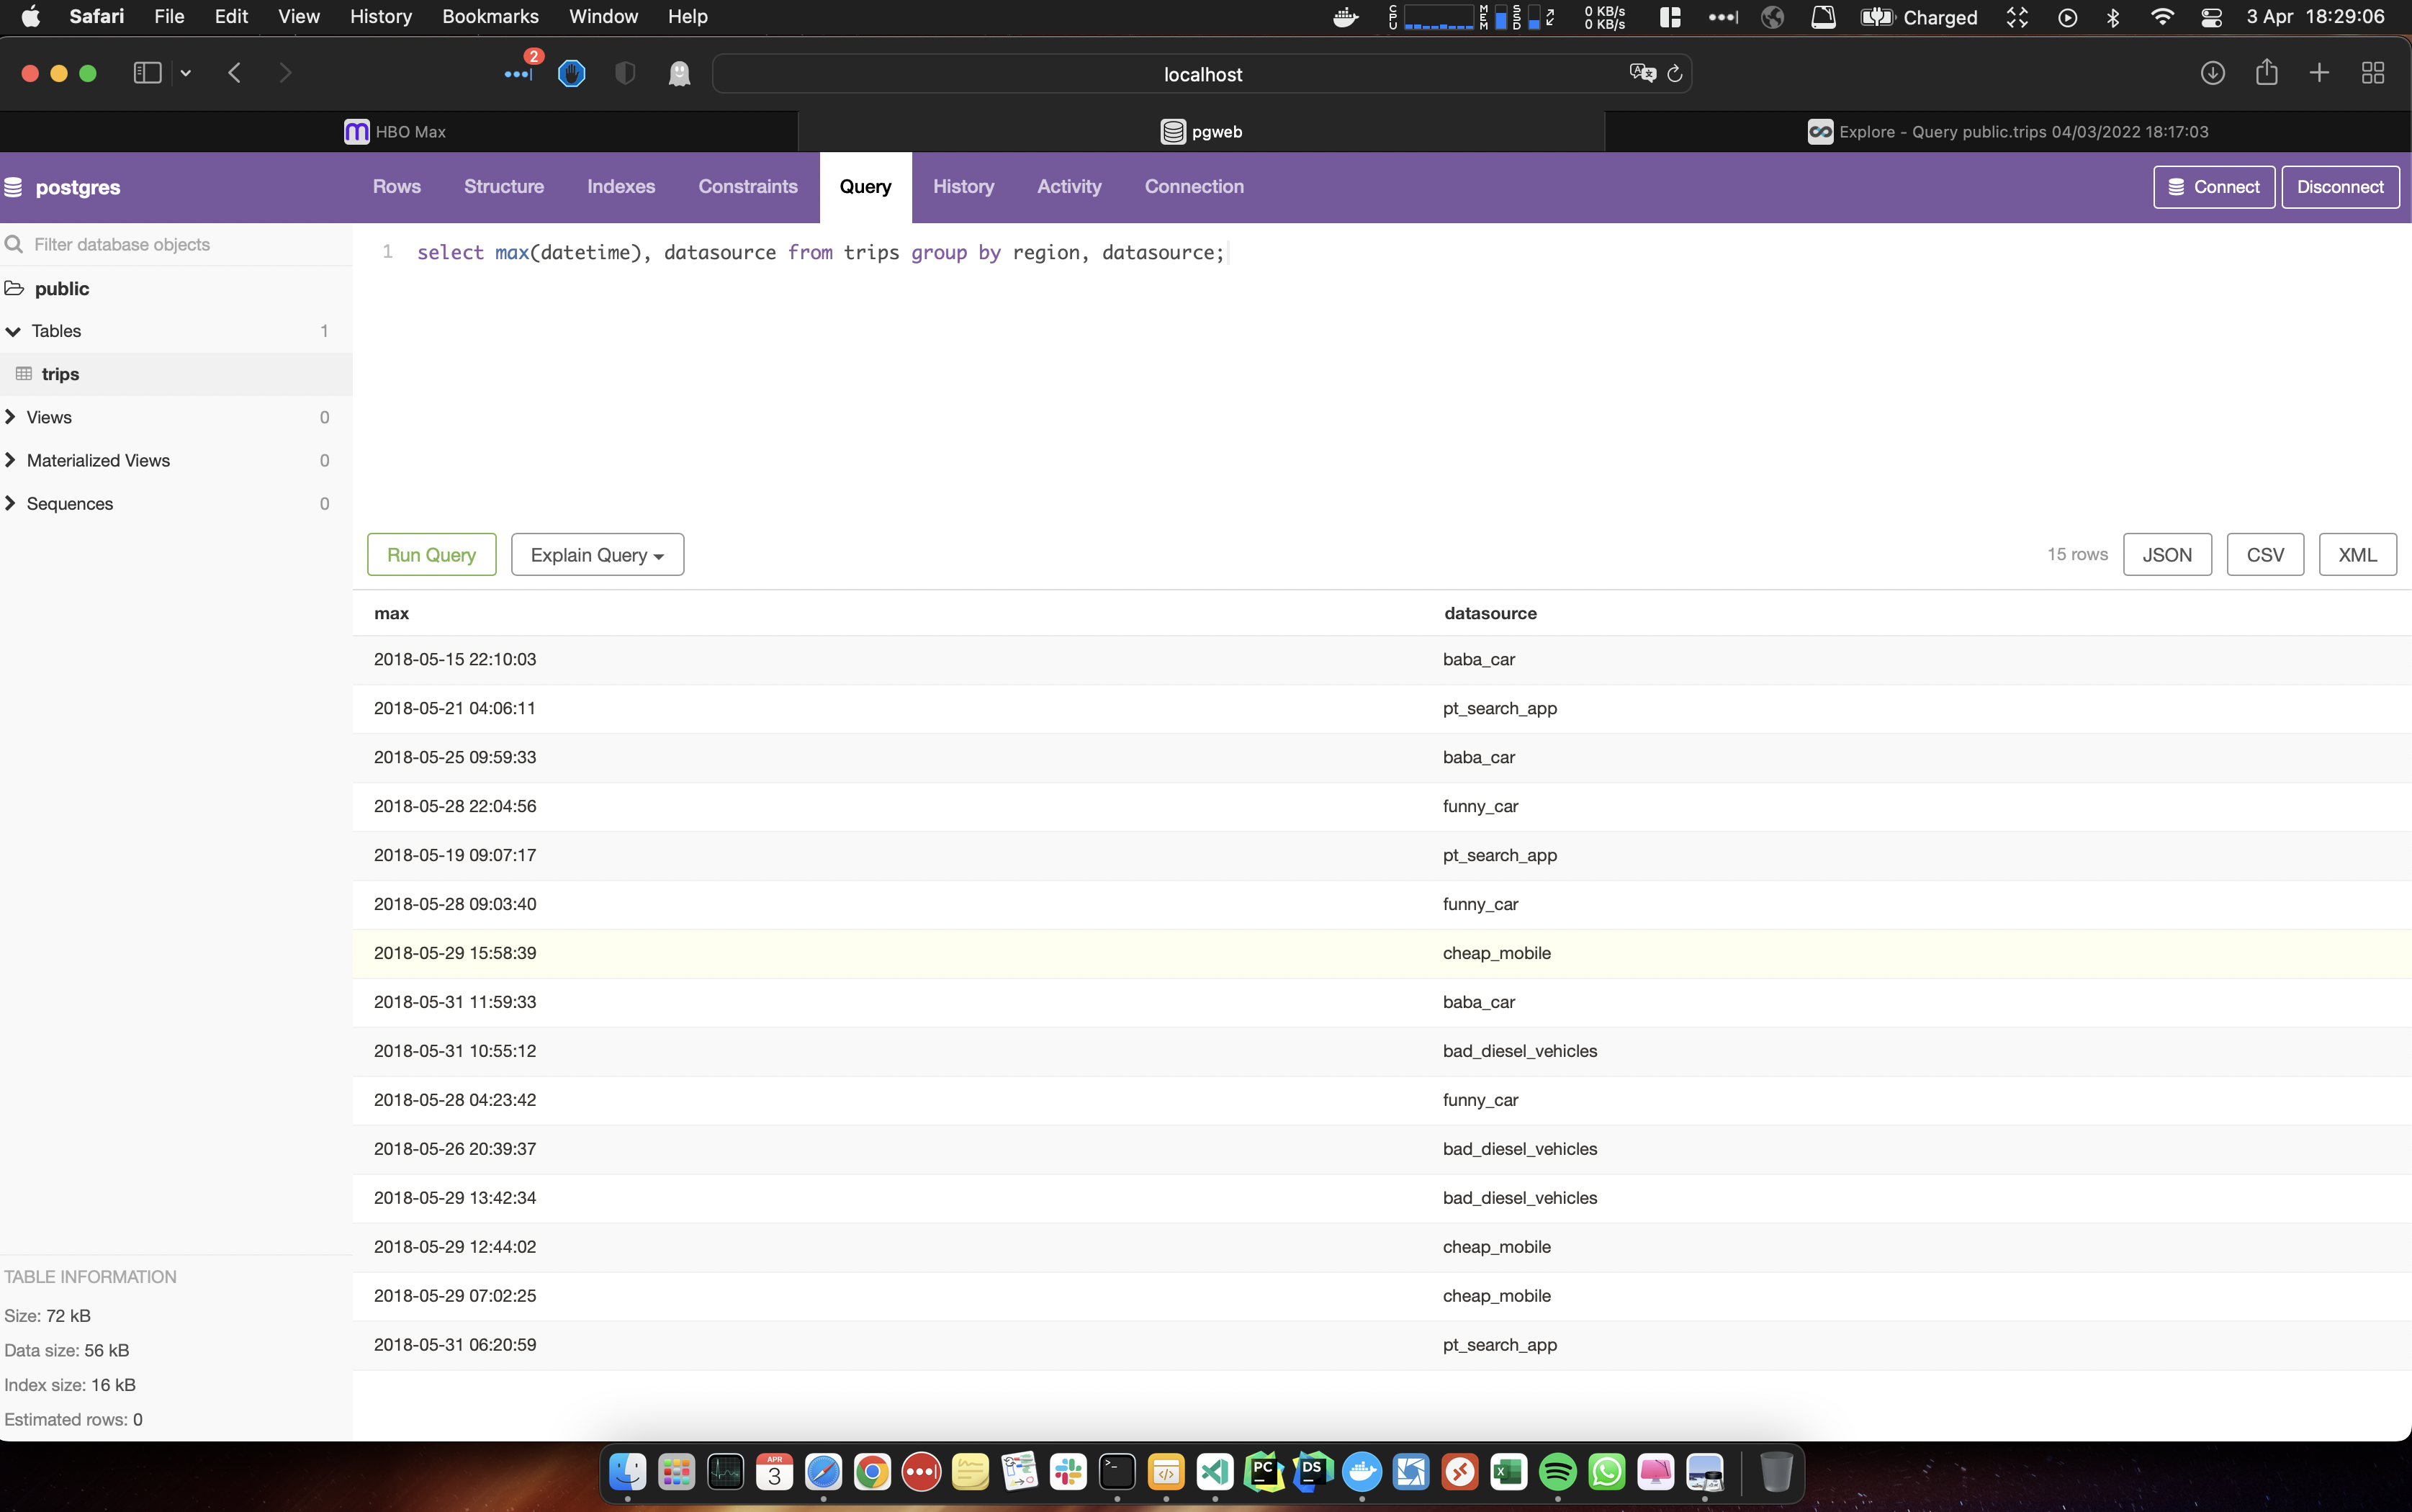 Safari File Edit View History Bookmarks Window Help CPU MEM SSD 0 KB/s 0 KB/s Charged 3 Apr 18:29:06
2 localhost
HBO Max pgweb Explore - Query public.trips 04/03/2022 18:17:03
postgres Rows Structure Indexes Constraints Query History Activity Connection Connect Disconnect
Filter database objects
1 select max(datetime), datasource from trips group by region, datasource;
public
Tables 1
trips
Views 0
Materialized Views 0
Sequences 0
Run Query Explain Query 15 rows JSON CSV XML
max datasource
2018-05-15 22:10:03 baba_car
2018-05-21 04:06:11 pt_search_app
2018-05-25 09:59:33 baba_car
2018-05-28 22:04:56 funny_car
2018-05-19 09:07:17 pt_search_app
2018-05-28 09:03:40 funny_car
2018-05-29 15:58:39 cheap_mobile
2018-05-31 11:59:33 baba_car
2018-05-31 10:55:12 bad_diesel_vehicles
2018-05-28 04:23:42 funny_car
2018-05-26 20:39:37 bad_diesel_vehicles
2018-05-29 13:42:34 bad_diesel_vehicles
2018-05-29 12:44:02 cheap_mobile
2018-05-29 07:02:25 cheap_mobile
2018-05-31 06:20:59 pt_search_app
TABLE INFORMATION
Size: 72 kB
Data size: 56 kB
Index size: 16 kB
Estimated rows: 0
APR 3 PC DS